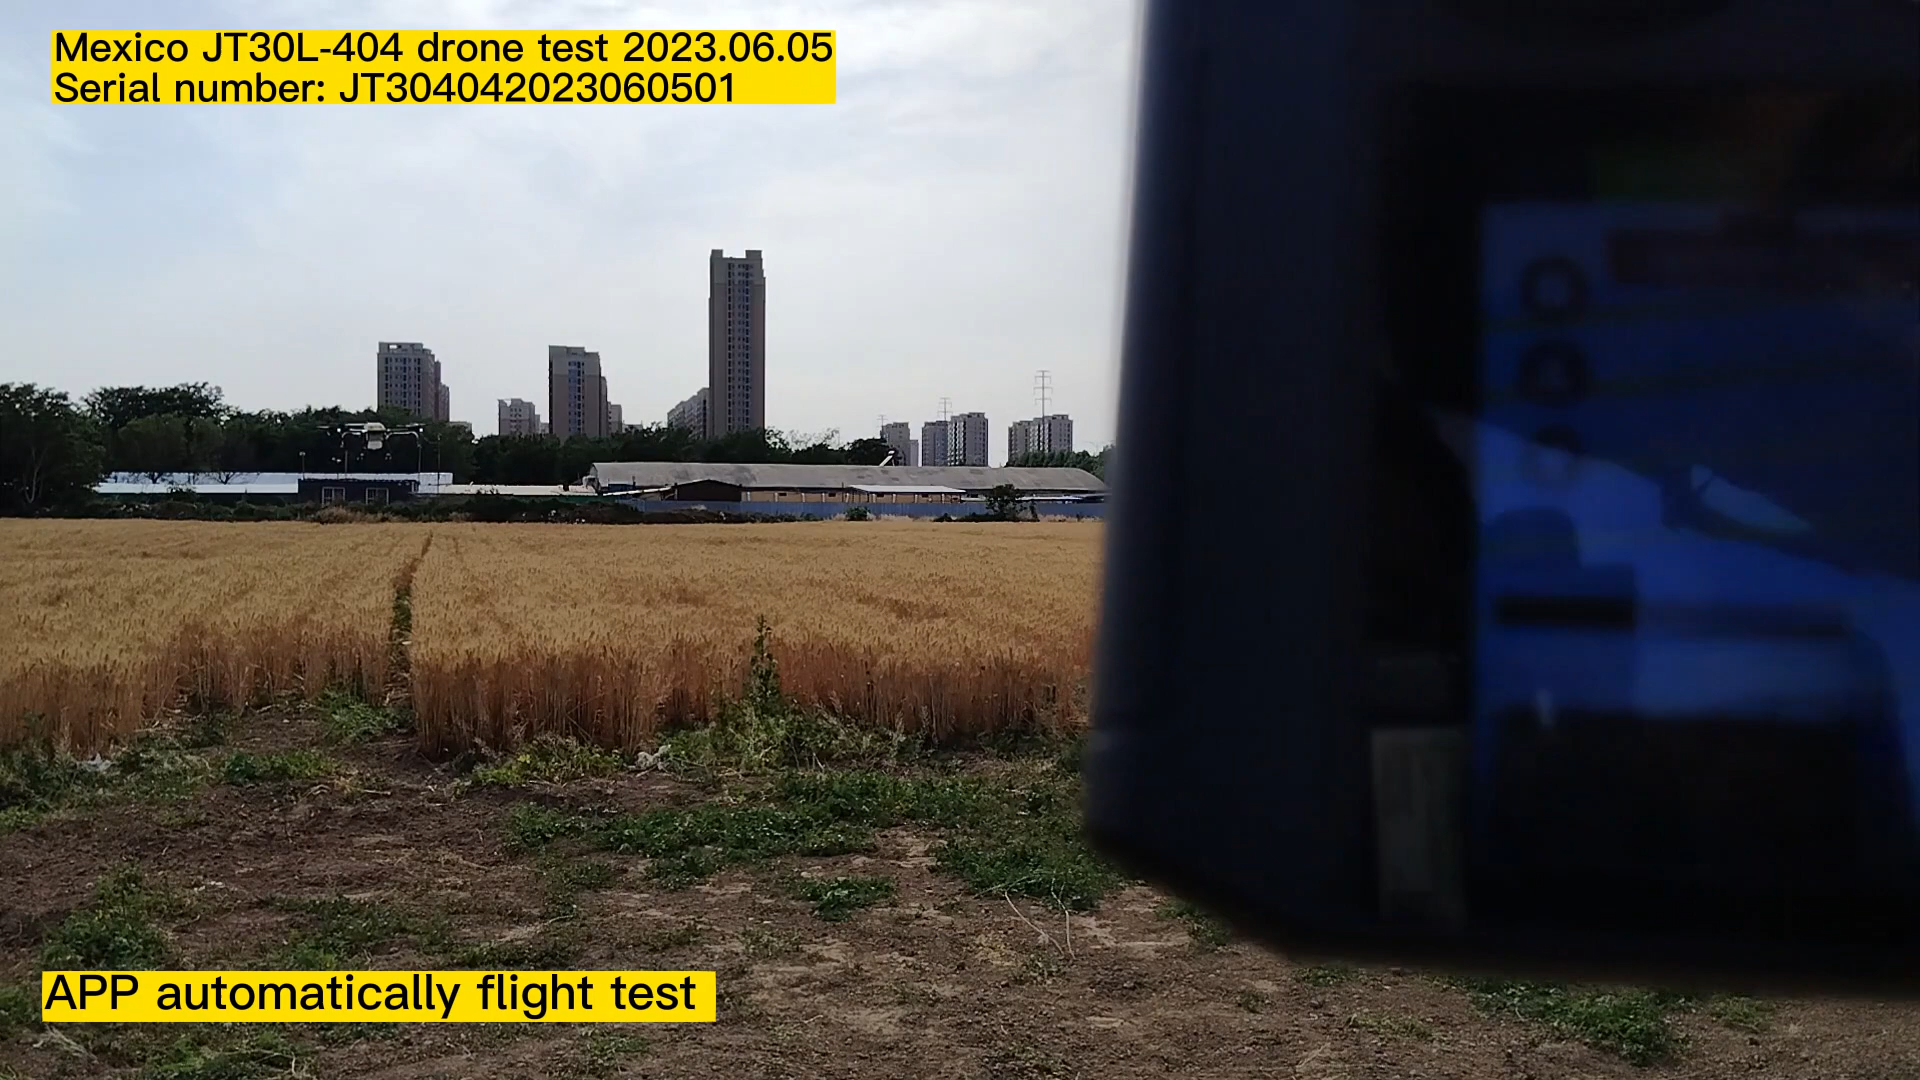 Mexico JT30L-404 drone test 2023.06.05
Serial number: JT304042023060501
APP automatically flight test